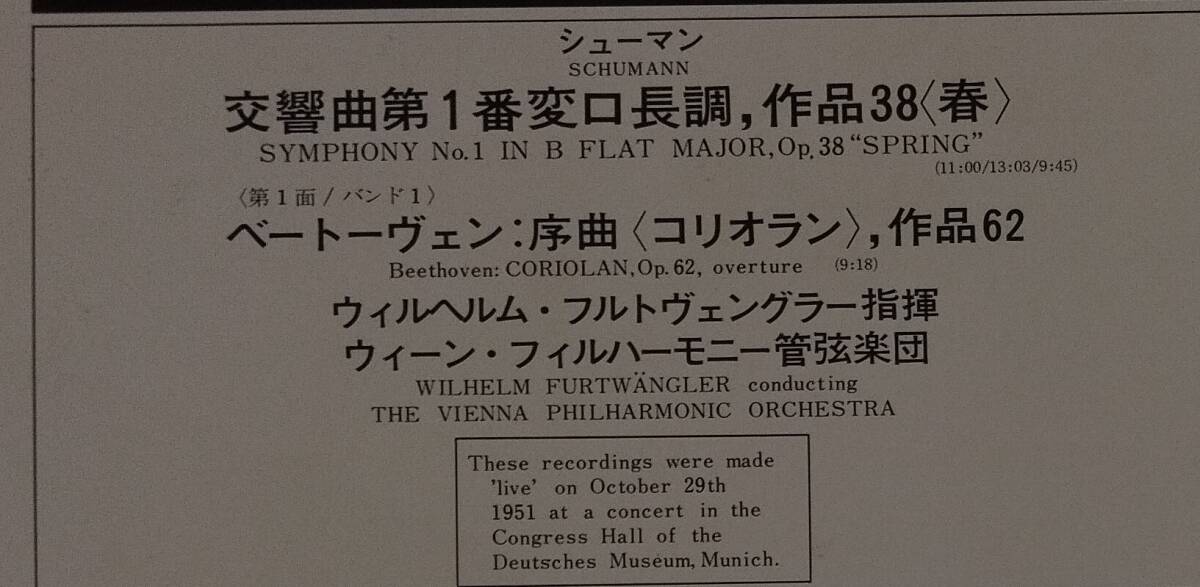 シューマン
SCHUMANN
交響曲第1番変ロ長調,作品38〈春〉
SYMPHONY No.1 IN B FLAT MAJOR, Op. 38 “SPRING”
(11:00/13:03/9:45)
〈第1面/バンド1〉
ベートーヴェン:序曲〈コリオラン〉,作品62
Beethoven: CORIOLAN, Op. 62, overture (9:18)
ウィルヘルム・フルトヴェングラー指揮
ウィーン・フィルハーモニー管弦楽団
WILHELM FURTWÄNGLER conducting
THE VIENNA PHILHARMONIC ORCHESTRA
These recordings were made
'live' on October 29th
1951 at a concert in the
Congress Hall of the
Deutsches Museum, Munich.